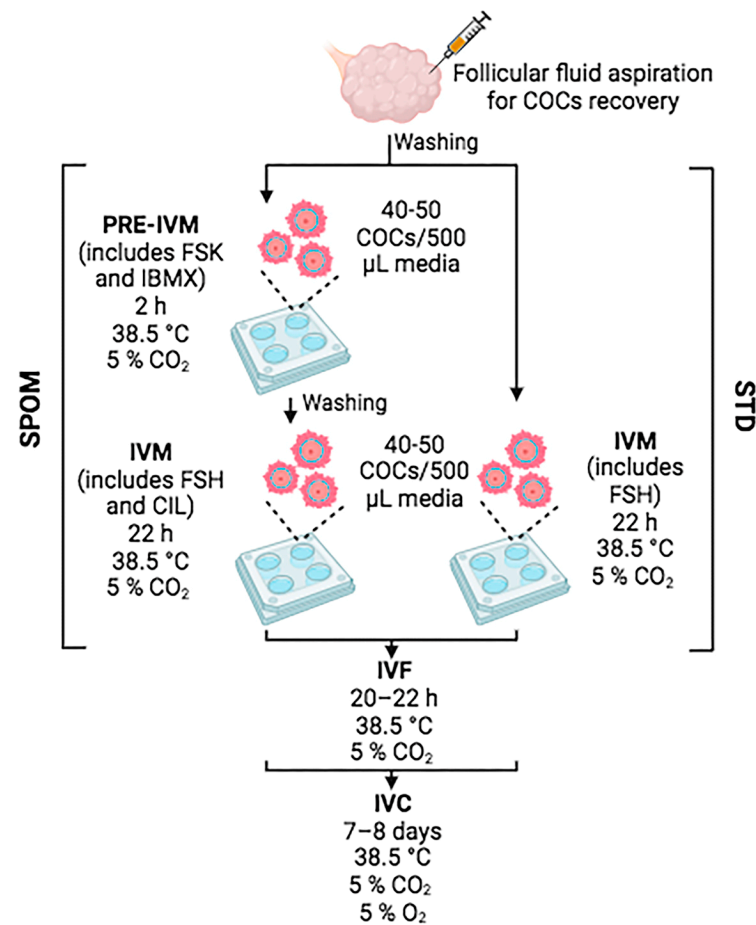 Follicular fluid aspiration
for COCs recovery
Washing
SPOM
PRE-IVM
(includes FSK
and IBMX)
2 h
38.5 °C
5 % CO₂
40-50
COCs/500
µL media
Washing
IVM
(includes FSH
and CIL)
22 h
38.5 °C
5 % CO₂
40-50
COCs/500
µL media
IVM
(includes
FSH)
22 h
38.5 °C
5 % CO₂
STD
IVF
20–22 h
38.5 °C
5 % CO₂
IVC
7–8 days
38.5 °C
5 % CO₂
5 % O₂